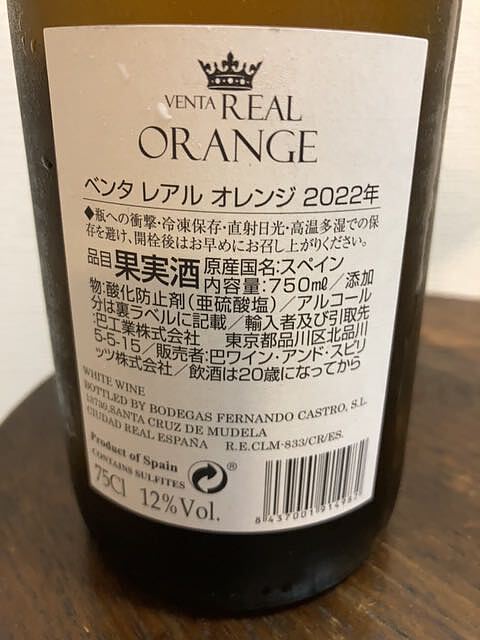 VENTA REAL
ORANGE
ベンタ レアル オレンジ 2022年
◆瓶への衝撃・冷凍保存・直射日光・高温多湿での保
存を避け、開栓後はお早めにお召し上がりください。
品目 果実酒 原産国名:スペイン
内容量:750mℓ/添加
物:酸化防止剤(亜硫酸塩)/アルコール
分は裏ラベルに記載/輸入者及び引取先
:巴工業株式会社 東京都品川区北品川
5-5-15/販売者:巴ワイン・アンド・スピリ
ッツ株式会社/飲酒は20歳になってから
WHITE WINE
BOTTLED BY BODEGAS FERNANDO CASTRO, S.L.
13730,SANTA CRUZ DE MUDELA
CIUDAD REAL ESPAÑA R.E.CLM-833/CR/ES.
Product of Spain
CONTAINS SULFITES
®
75Cl 12%Vol.